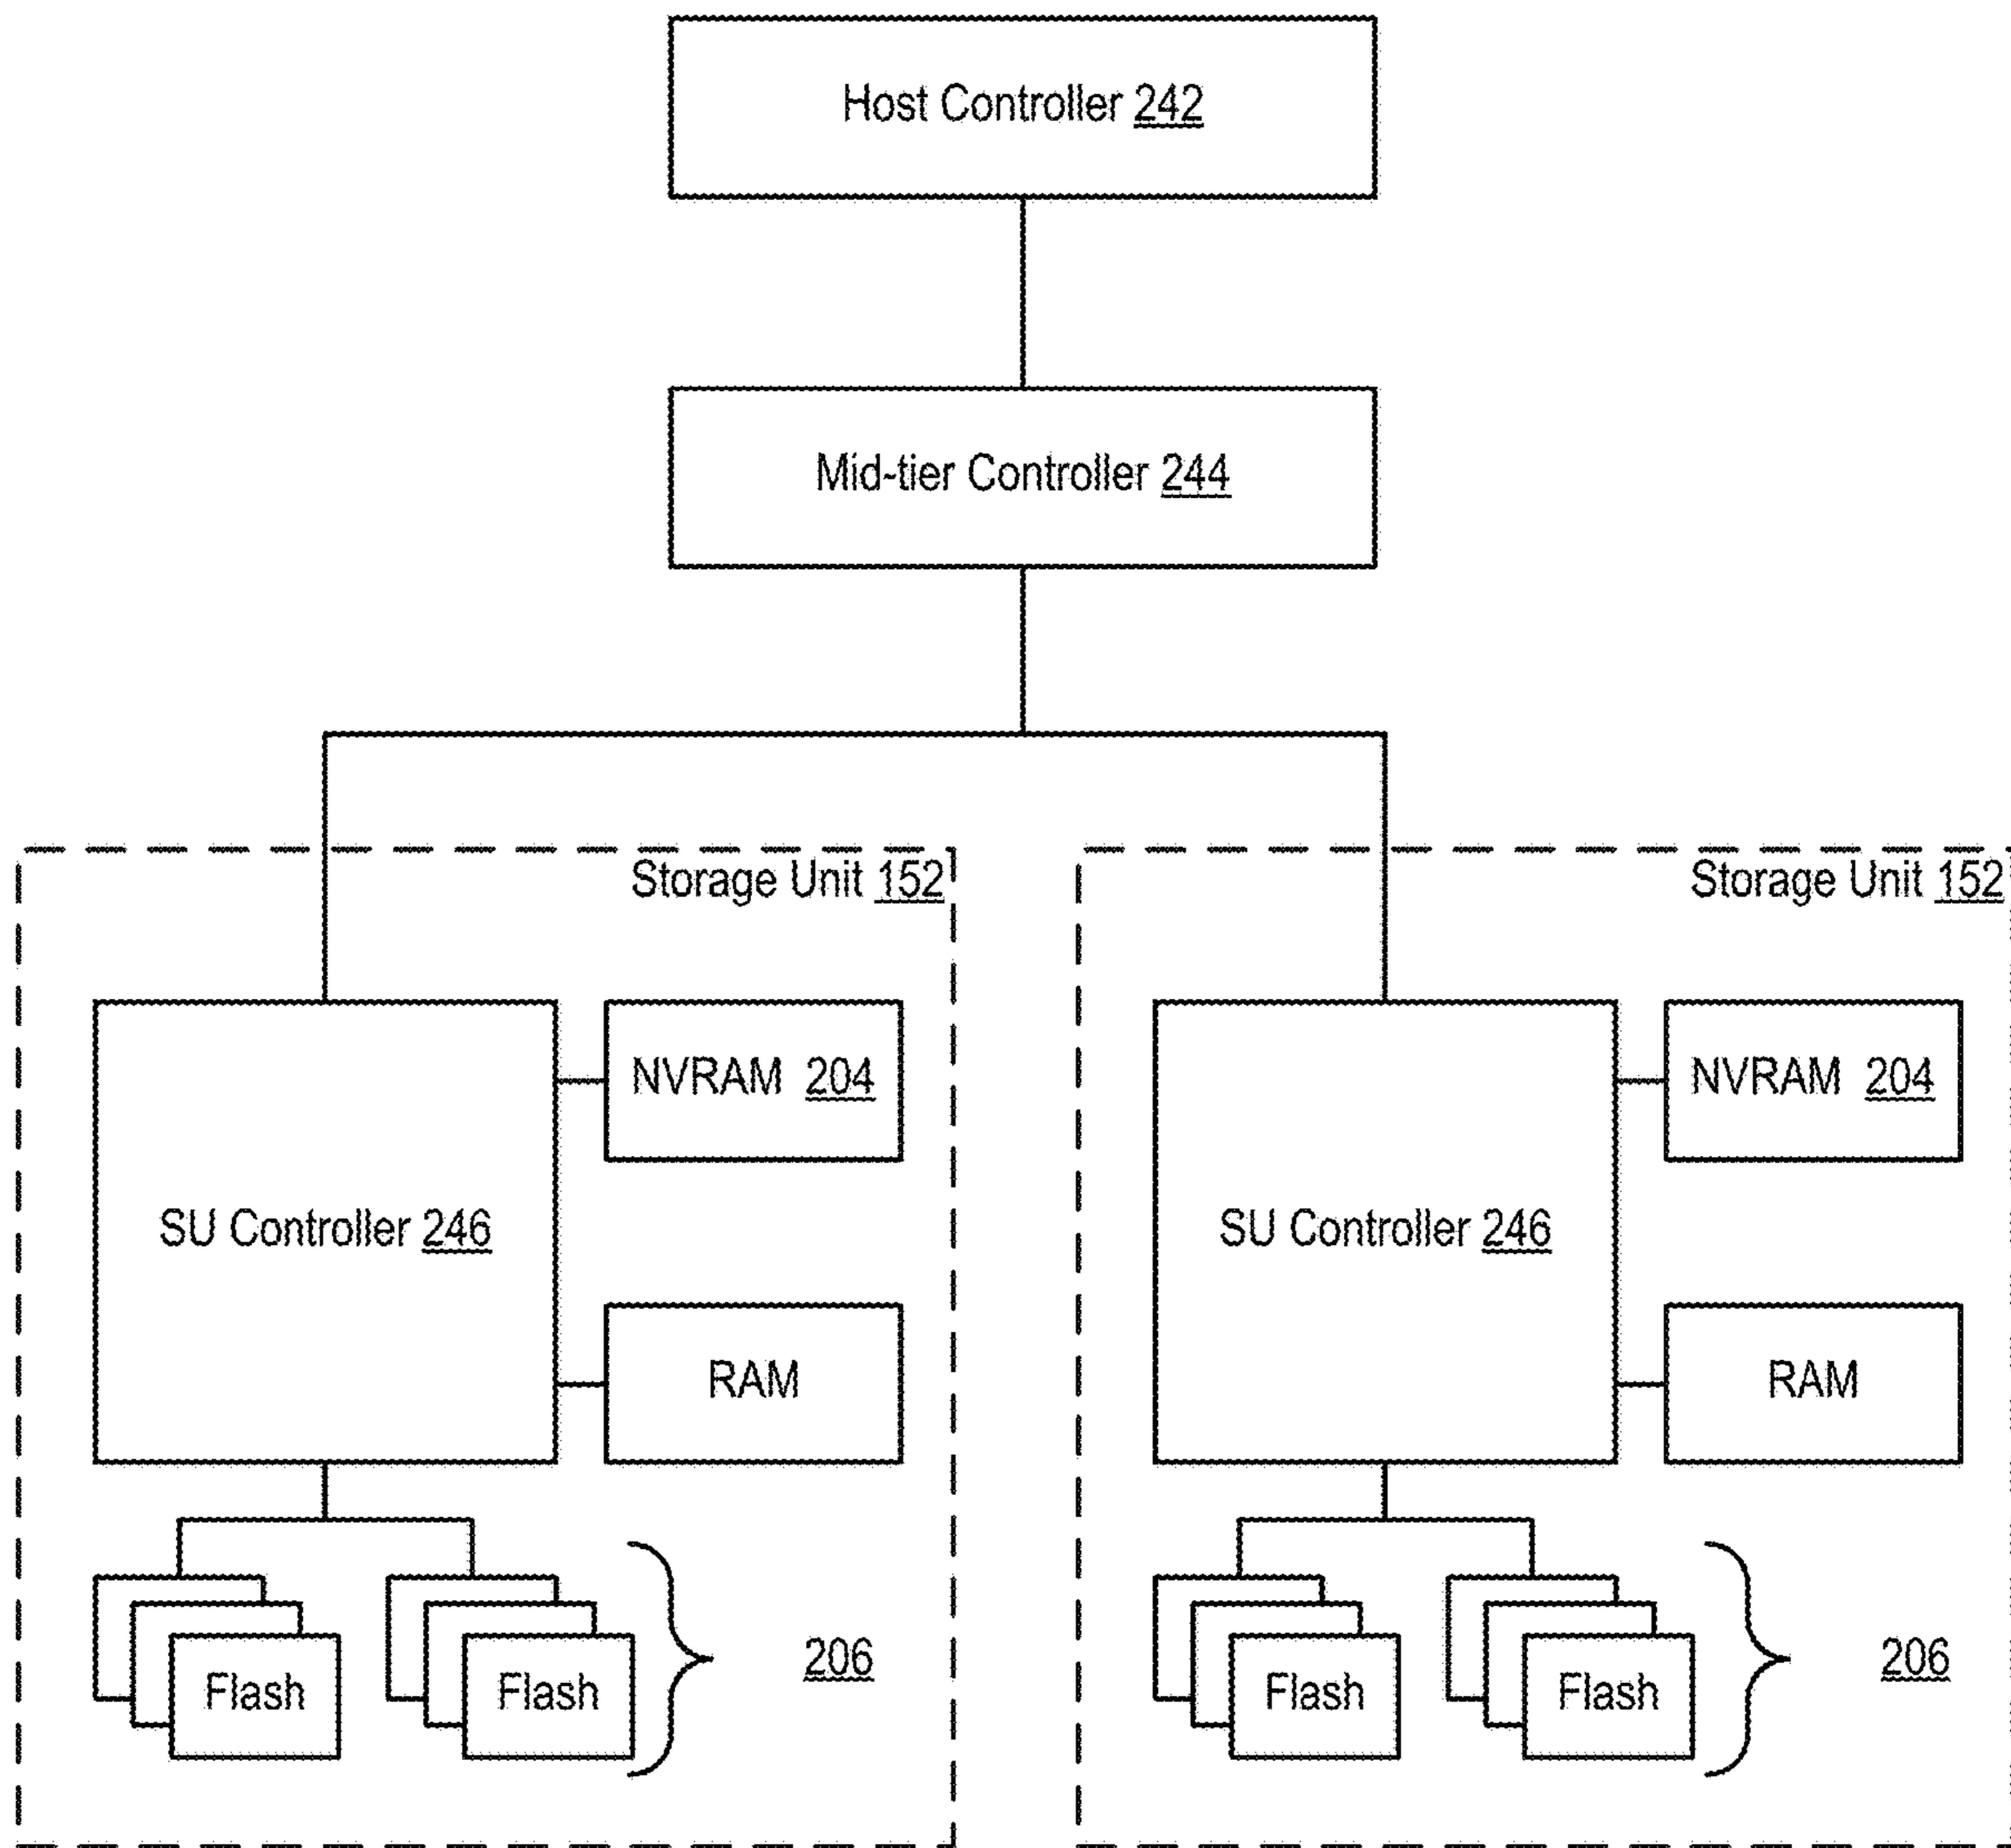 Host Controller 242
Mid-tier Controller 244
Storage Unit 152
SU Controller 246
NVRAM 204
RAM
Flash
Flash
206
Storage Unit 152
SU Controller 246
NVRAM 204
RAM
Flash
Flash
206